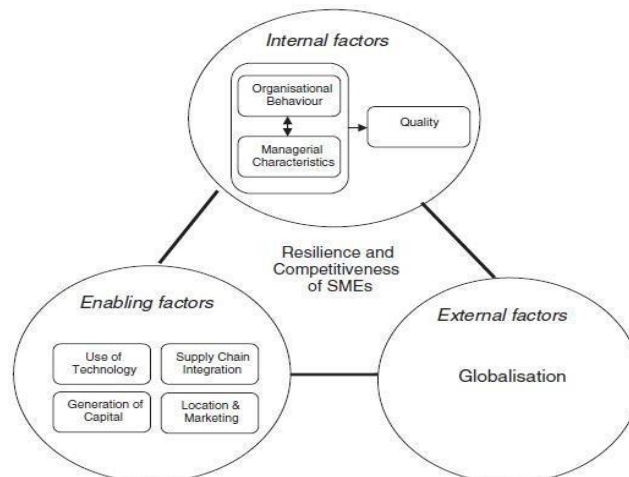 Internal factors
Organisational
Behaviour
Managerial
Characteristics
Quality
Resilience and
Competitiveness
of SMEs
Enabling factors
Use of
Technology
Supply Chain
Integration
Generation of
Capital
Location &
Marketing
External factors
Globalisation